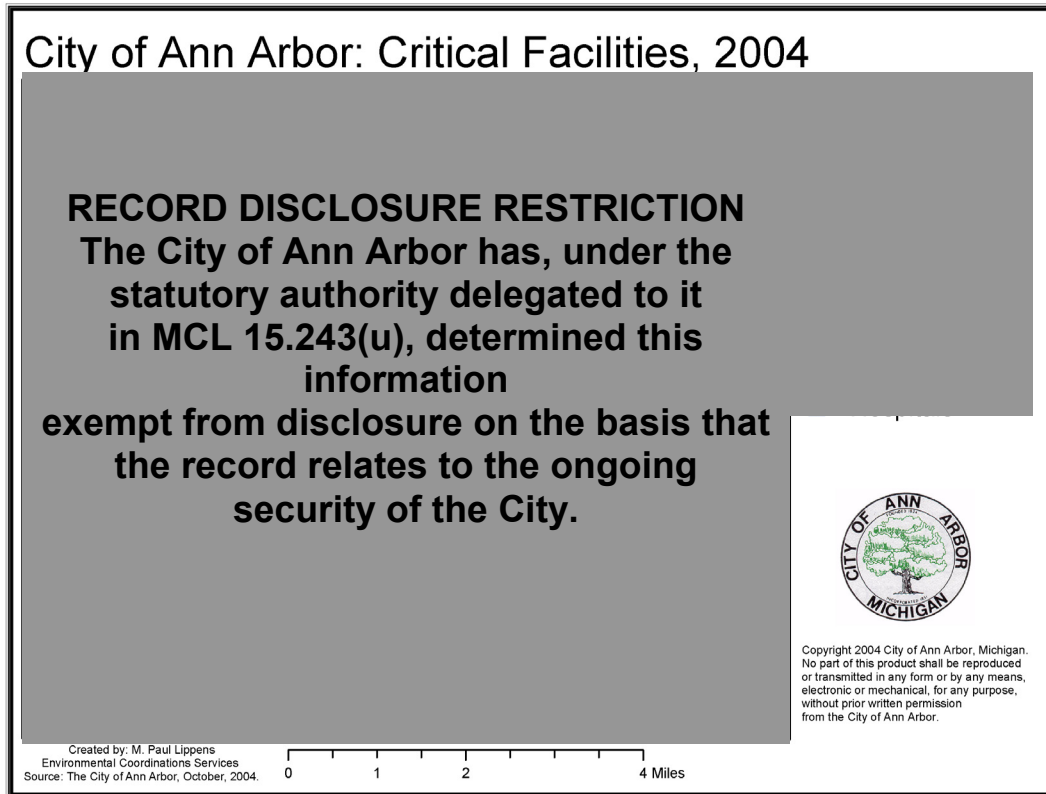 City of Ann Arbor: Critical Facilities, 2004
RECORD DISCLOSURE RESTRICTION
The City of Ann Arbor has, under the
statutory authority delegated to it
in MCL 15.243(u), determined this
information
exempt from disclosure on the basis that
the record relates to the ongoing
security of the City.
CITY OF ANN ARBOR
MICHIGAN
Copyright 2004 City of Ann Arbor, Michigan.
No part of this product shall be reproduced
or transmitted in any form or by any means,
electronic or mechanical, for any purpose,
without prior written permission
from the City of Ann Arbor.
Created by: M. Paul Lippens
Environmental Coordinations Services
Source: The City of Ann Arbor, October, 2004.
0 1 2 4 Miles